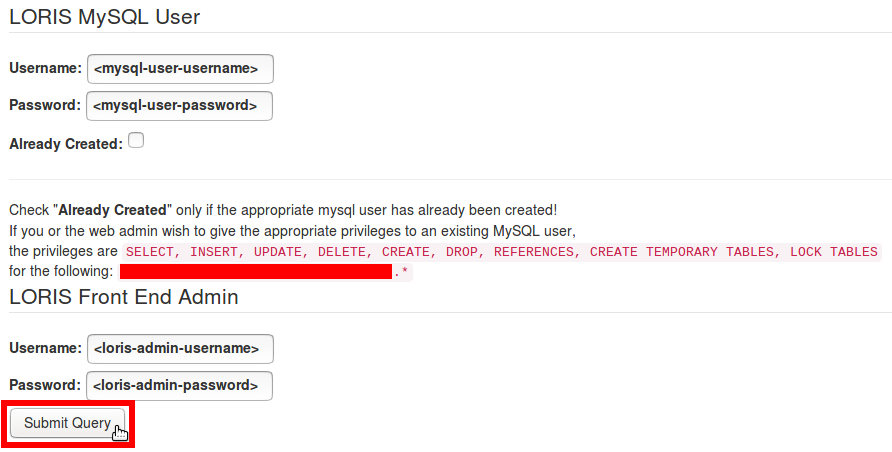 LORIS MySQL User
Username: <mysql-user-username>
Password: <mysql-user-password>
Already Created:
Check "Already Created" only if the appropriate mysql user has already been created!
If you or the web admin wish to give the appropriate privileges to an existing MySQL user,
the privileges are SELECT, INSERT, UPDATE, DELETE, CREATE, DROP, REFERENCES, CREATE TEMPORARY TABLES, LOCK TABLES
for the following: .*
LORIS Front End Admin
Username: <loris-admin-username>
Password: <loris-admin-password>
Submit Query